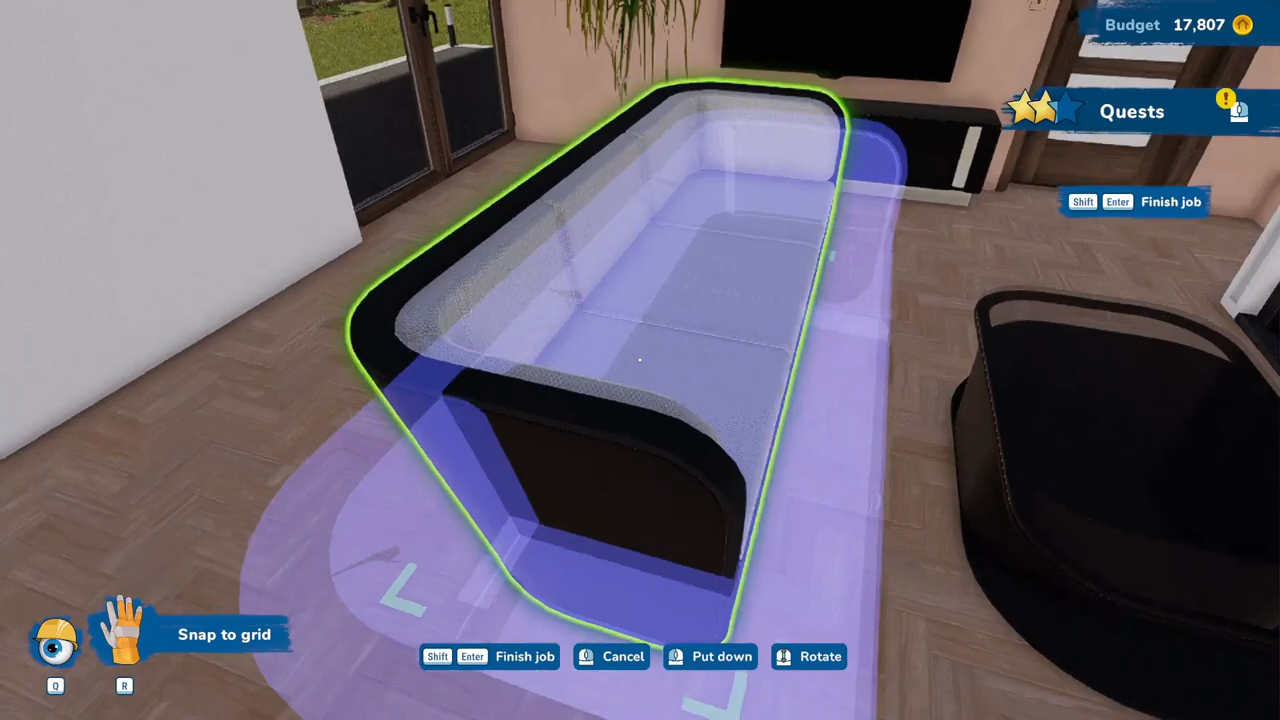 Budget 17,807
Quests
Shift Enter Finish job
Snap to grid
Q R
Shift Enter Finish job Cancel Put down Rotate